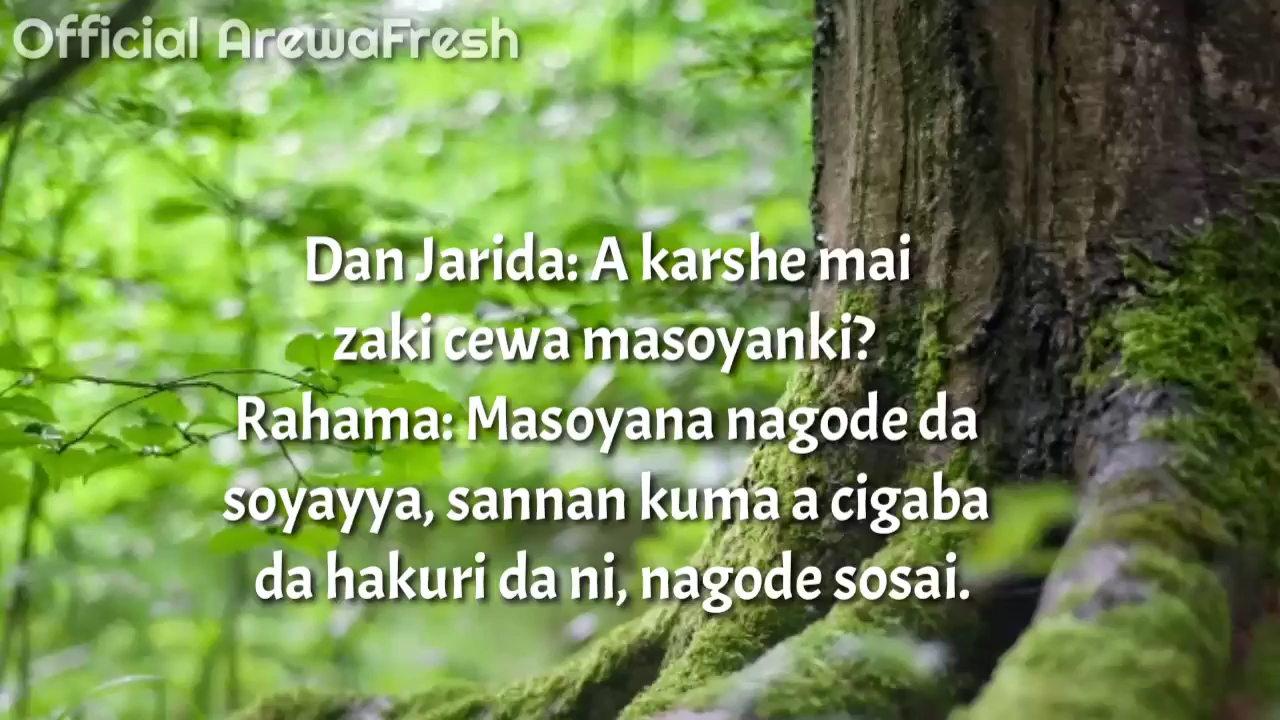 Official ArewaFresh
Dan Jarida: A karshe mai
zaki cewa masoyanki?
Rahama: Masoyana nagode da
soyayya, sannan kuma a cigaba
da hakuri da ni, nagode sosai.